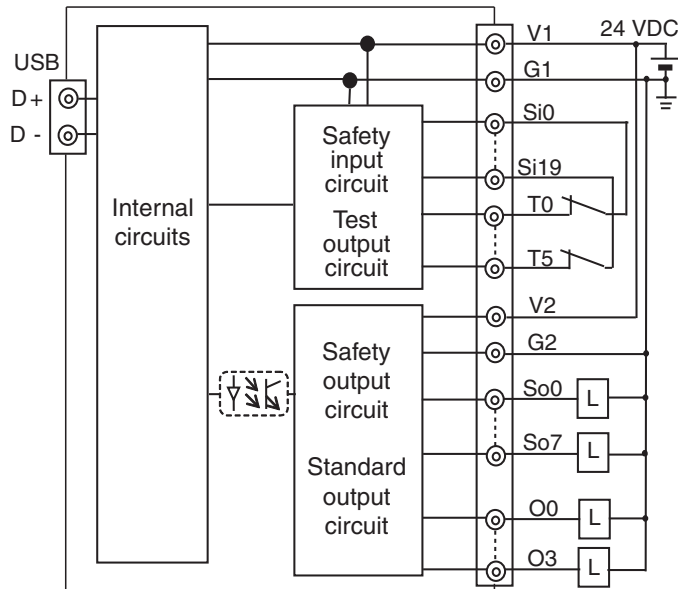 V1
24 VDC
USB
G1
D+
D -
Si0
Safety
input
circuit
Si19
Internal
circuits
T0
Test
output
circuit
T5
V2
Safety
output
circuit
G2
So0
L
So7
L
Standard
output
circuit
O0
L
O3
L